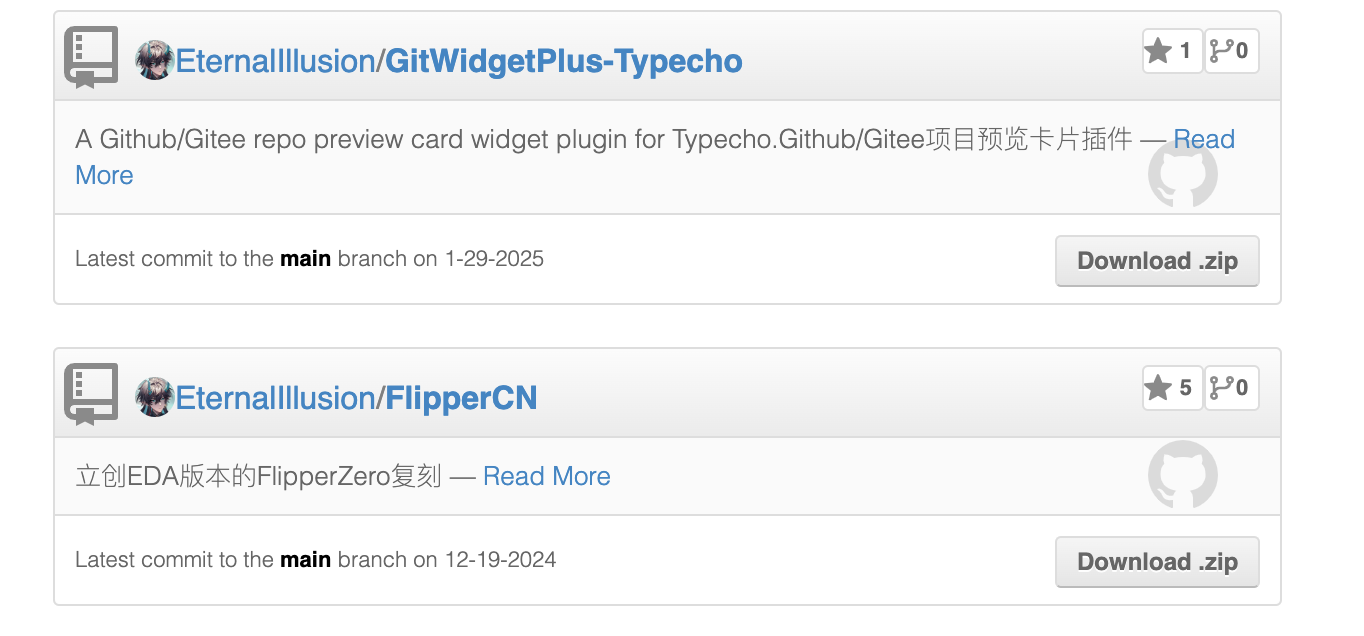 EternalIllusion/GitWidgetPlus-Typecho
1
0
A Github/Gitee repo preview card widget plugin for Typecho.Github/Gitee项目预览卡片插件 — Read
More
Latest commit to the main branch on 1-29-2025
Download .zip
EternalIllusion/FlipperCN
5
0
立创EDA版本的FlipperZero复刻 — Read More
Latest commit to the main branch on 12-19-2024
Download .zip